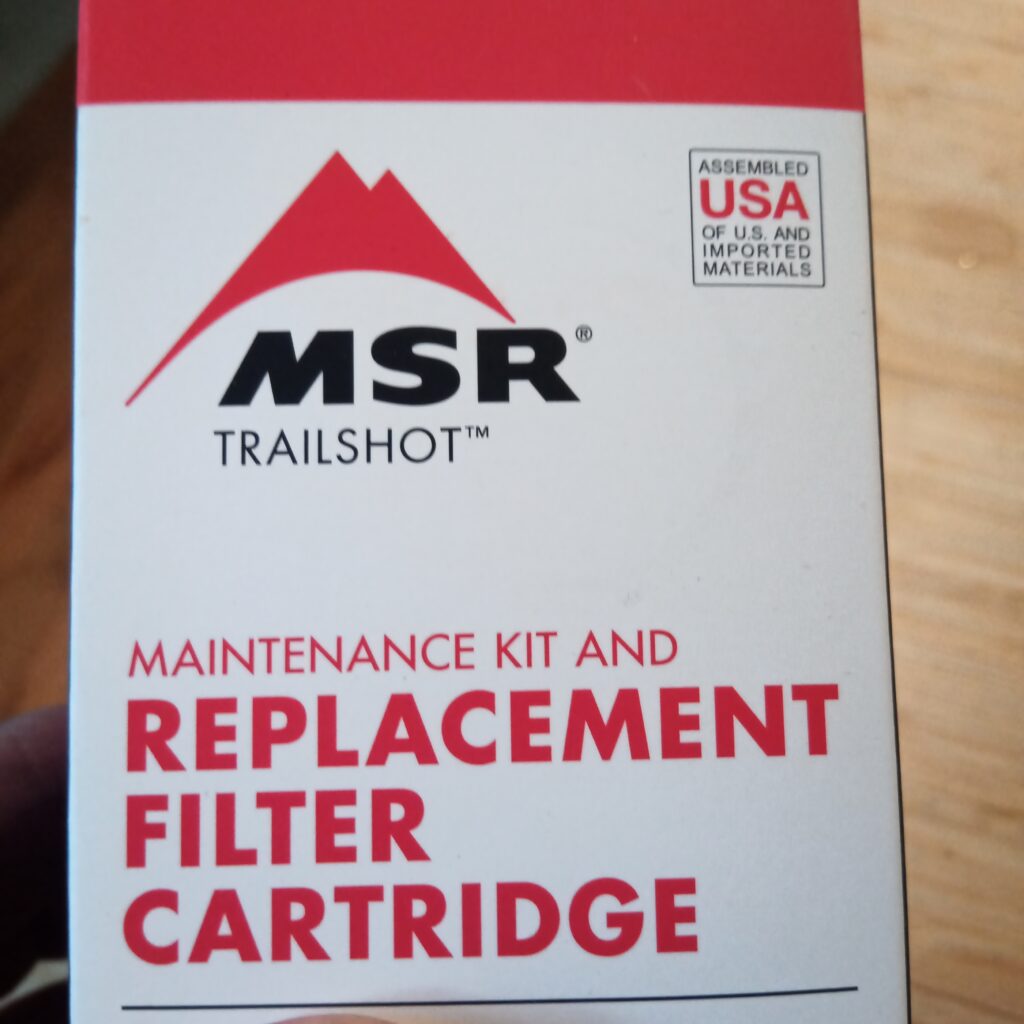 ASSEMBLED
USA
OF U.S. AND
IMPORTED
MATERIALS
MSR®
TRAILSHOT™
MAINTENANCE KIT AND
REPLACEMENT
FILTER
CARTRIDGE